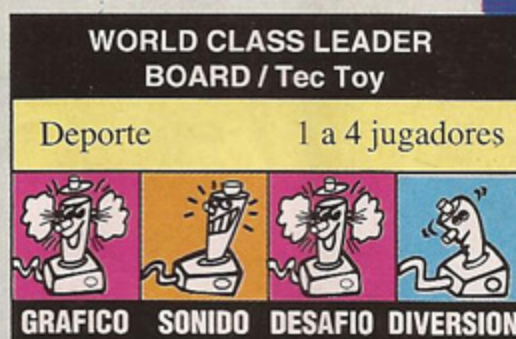 WORLD CLASS LEADER
BOARD / Tec Toy
Deporte 1 a 4 jugadores
GRAFICO SONIDO DESAFIO DIVERSION